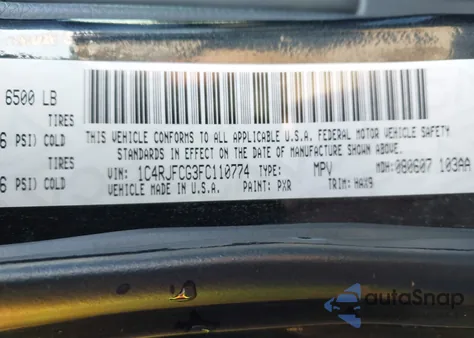 6500 LB
TIRES
6 PSI) COLD
THIS VEHICLE CONFORMS TO ALL APPLICABLE U.S.A. FEDERAL MOTOR VEHICLE SAFETY
TIRES
STANDARDS IN EFFECT ON THE DATE OF MANUFACTURE SHOWN ABOVE.
6 PSI) COLD
VIN: 1C4RJFCG3FC110774 TYPE: MPV MDH: 080607 103AA
VEHICLE MADE IN U.S.A. PAINT: PXR TRIM: HAX9
autoSnap